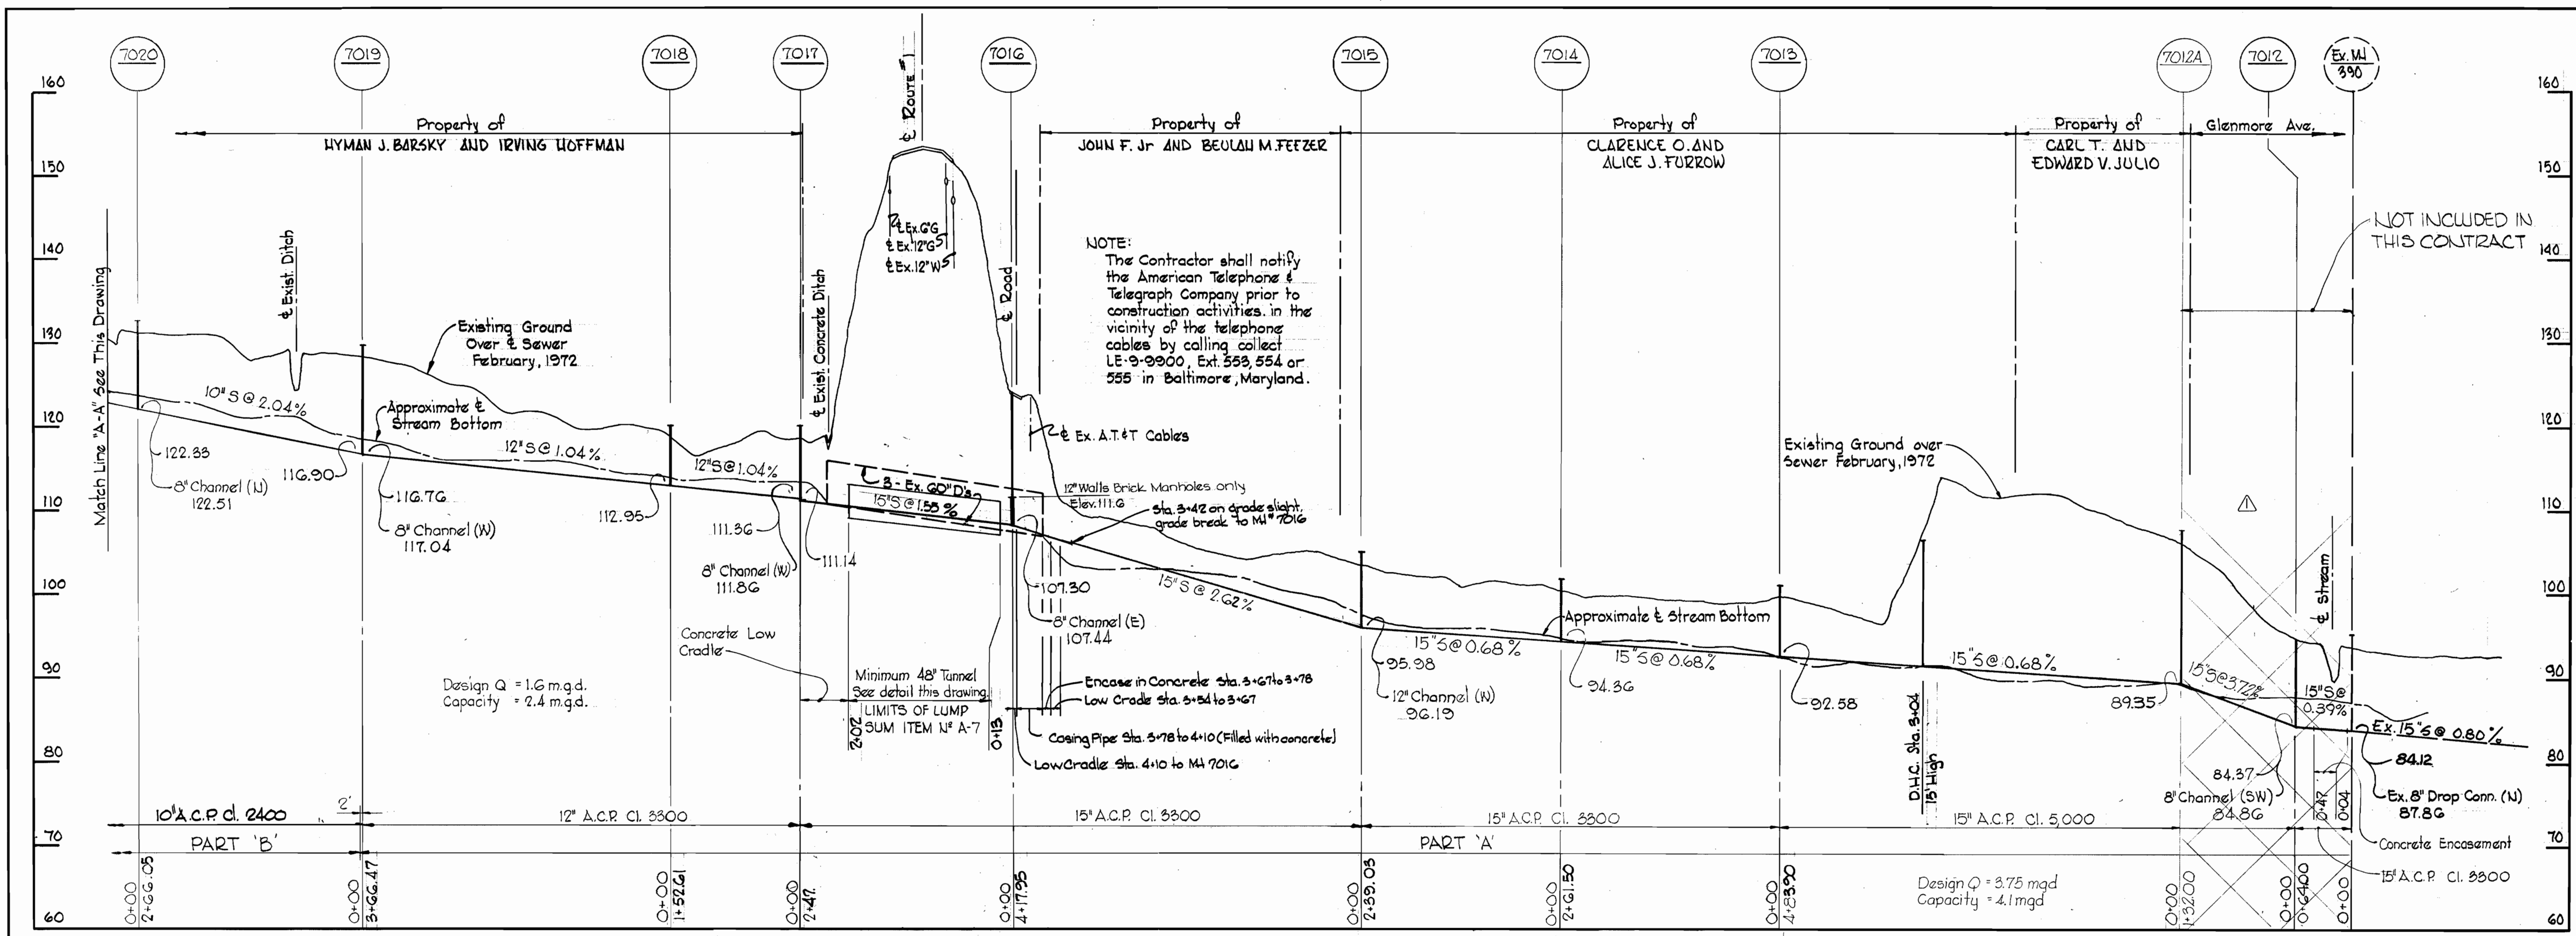 7020
7019
7018
7017
℄ ROUTE #1
7016
7015
7014
7013
7012A
7012
Ex. MH
390
160
150
140
130
120
110
100
90
80
70
60
160
150
140
130
120
110
100
90
80
70
60
Property of
HYMAN J. BARSKY AND IRVING HOFFMAN
Property of
JOHN F. Jr AND BEULAH M. FEEZER
Property of
CLARENCE O. AND
ALICE J. FURROW
Property of
CARL T. AND
EDWARD V. JULIO
Glenmore Ave.
NOT INCLUDED IN
THIS CONTRACT
Match Line "A-A" See This Drawing
℄ Exist. Ditch
Existing Ground
Over ℄ Sewer
February, 1972
℄ Exist. Concrete Ditch
℄ Ex. 6"G
℄ Ex. 12"G
℄ Ex. 12"W
℄ Road
NOTE:
The Contractor shall notify
the American Telephone &
Telegraph Company prior to
construction activities. in the
vicinity of the telephone
cables by calling collect
LE-9-9900, Ext. 553, 554 or
555 in Baltimore, Maryland.
℄ Ex. A.T.&T Cables
10"S @ 2.04%
Approximate ℄
Stream Bottom
12"S @ 1.04%
12"S @ 1.04%
3 - Ex. 60" D's
15"S @ 1.55%
12" Walls Brick Manholes only
Elev. 111.6
Sta. 3+42 on grade slight,
grade break to MH # 7016
15"S @ 2.62%
Existing Ground over
Sewer February, 1972
Approximate ℄ Stream Bottom
15"S @ 0.68%
15"S @ 0.68%
15"S @ 0.68%
15"S @ 3.72%
15"S @
0.39%
℄ Stream
1
122.33
8" Channel (N)
122.51
116.90
116.76
8" Channel (W)
117.04
112.95
111.36
8" Channel (W)
111.86
111.14
107.30
8" Channel (E)
107.44
95.98
12" Channel (N)
96.19
94.36
92.58
89.35
84.37
8" Channel (SW)
84.86
Ex. 15"S @ 0.80%
84.12
Ex. 8" Drop Conn. (N)
87.86
Design Q = 1.6 m.g.d.
Capacity = 2.4 m.g.d.
Concrete Low
Cradle
Minimum 48" Tunnel
See detail this drawing
LIMITS OF LUMP
SUM ITEM Nº A-7
2+02
0+13
Encase in Concrete Sta. 3+67 to 3+78
Low Cradle Sta. 3+54 to 3+67
Casing Pipe Sta. 3+78 to 4+10 (Filled with concrete)
Low Cradle Sta. 4+10 to MH 7016
D.H.C. Sta. 3+04
15' High
0+47
0+04
Concrete Encasement
15" A.C.P. Cl. 3300
10" A.C.P. Cl. 2400
2'
12" A.C.P. Cl. 3300
15" A.C.P. Cl. 3300
15" A.C.P. Cl. 3300
15" A.C.P. Cl. 5,000
PART 'B'
PART 'A'
0+00
2+66.05
0+00
3+66.47
0+00
1+52.61
0+00
2+47.
0+00
4+17.95
0+00
2+39.03
0+00
2+61.50
0+00
4+83.90
0+00
1+32.00
0+00
0+64.00
0+00
Design Q = 3.75 mgd
Capacity = 4.1 mgd